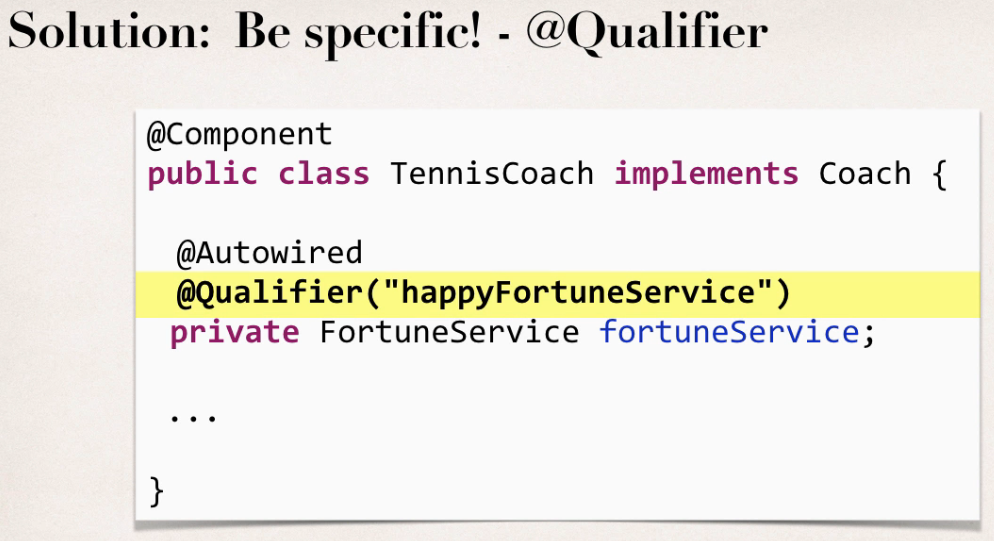 Solution: Be specific! - @Qualifier
@Component
public class TennisCoach implements Coach {
@Autowired
@Qualifier("happyFortuneService")
private FortuneService fortuneService;
...
}